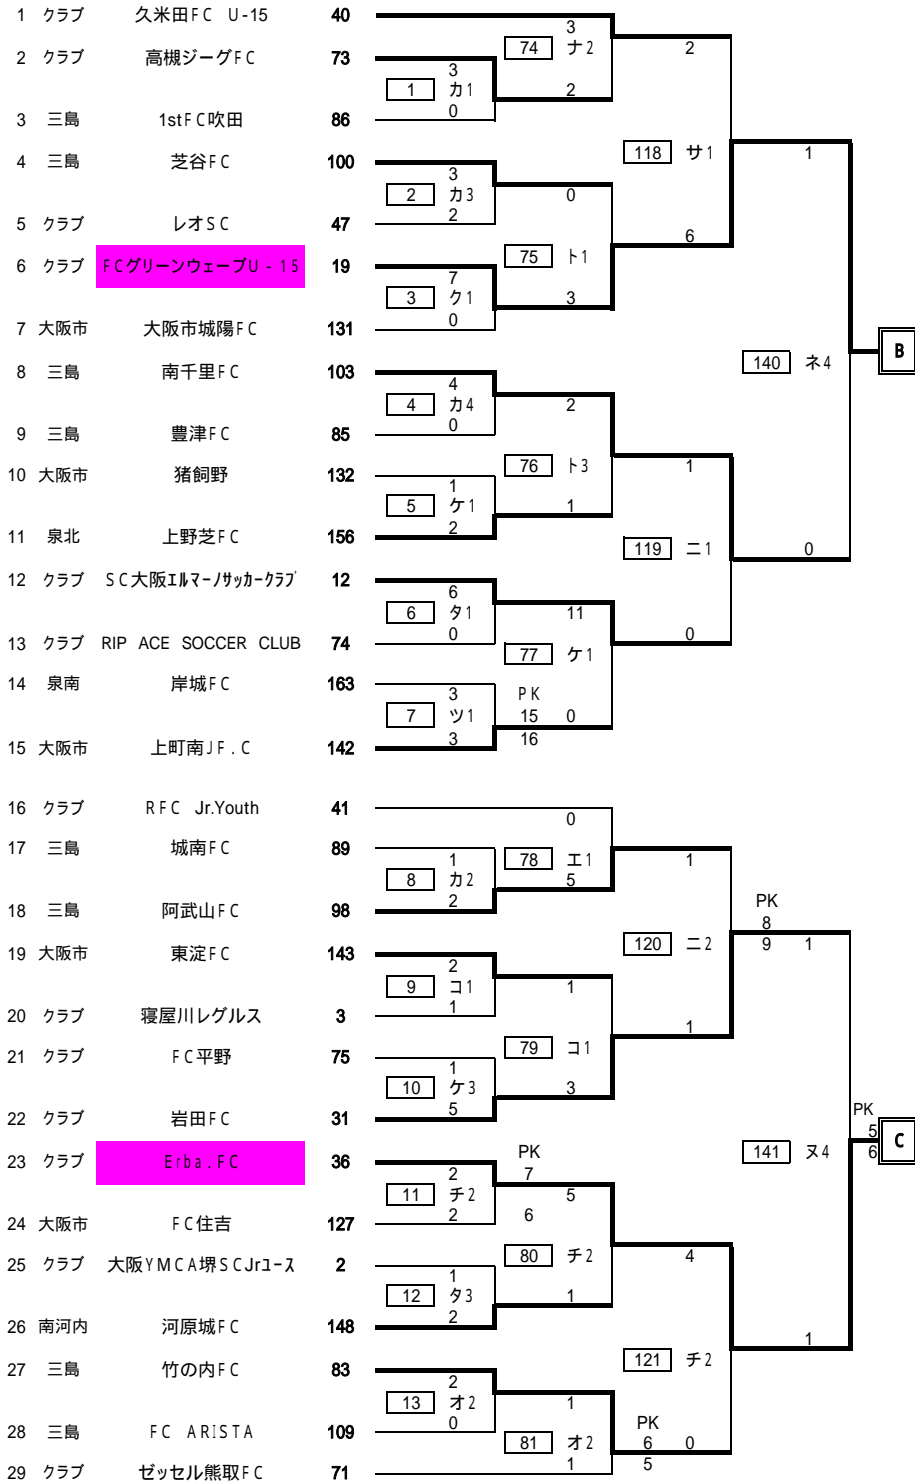 1 クラブ 久米田FC U-15 40
3
74 ナ2 2
2 クラブ 高槻ジーグFC 73
3
1 カ1 2
0
3 三島 1stFC吹田 86
118 サ1 1
4 三島 芝谷FC 100
3
2 カ3 0
2
5 クラブ レオSC 47
6
75 ト1
6 クラブ FCグリーンウェーブU-15 19
7
3 ク1 3
0
7 大阪市 大阪市城陽FC 131
140 ネ4 B
8 三島 南千里FC 103
4
4 カ4 2
0
9 三島 豊津FC 85
76 ト3 1
10 大阪市 猪飼野 132
1
5 ケ1 1
2
11 泉北 上野芝FC 156
119 ニ1 0
12 クラブ SC大阪エルマーノサッカークラブ 12
6
6 タ1 11
0
13 クラブ RIP ACE SOCCER CLUB 74
0
77 ケ1
14 泉南 岸城FC 163
3 PK
7 ツ1 15 0
3 16
15 大阪市 上町南JF.C 142
16 クラブ RFC Jr.Youth 41
0
17 三島 城南FC 89
1 78 エ1 1
8 カ2 5
2
18 三島 阿武山FC 98
PK
8
120 ニ2 9 1
19 大阪市 東淀FC 143
2
9 コ1 1
1
20 クラブ 寝屋川レグルス 3
1
79 コ1
21 クラブ FC平野 75
1
10 ケ3 3
5
22 クラブ 岩田FC 31
PK
5
141 ヌ4 6 C
23 クラブ Erba.FC 36
PK
2 7
11 チ2 5
2 6
24 大阪市 FC住吉 127
80 チ2 4
25 クラブ 大阪YMCA堺SCJrユース 2
1
12 タ3 1
2
26 南河内 河原城FC 148
1
121 チ2
27 三島 竹の内FC 83
2
13 オ2 1
0
28 三島 FC ARISTA 109
PK
81 オ2 6 0
1 5
29 クラブ ゼッセル熊取FC 71